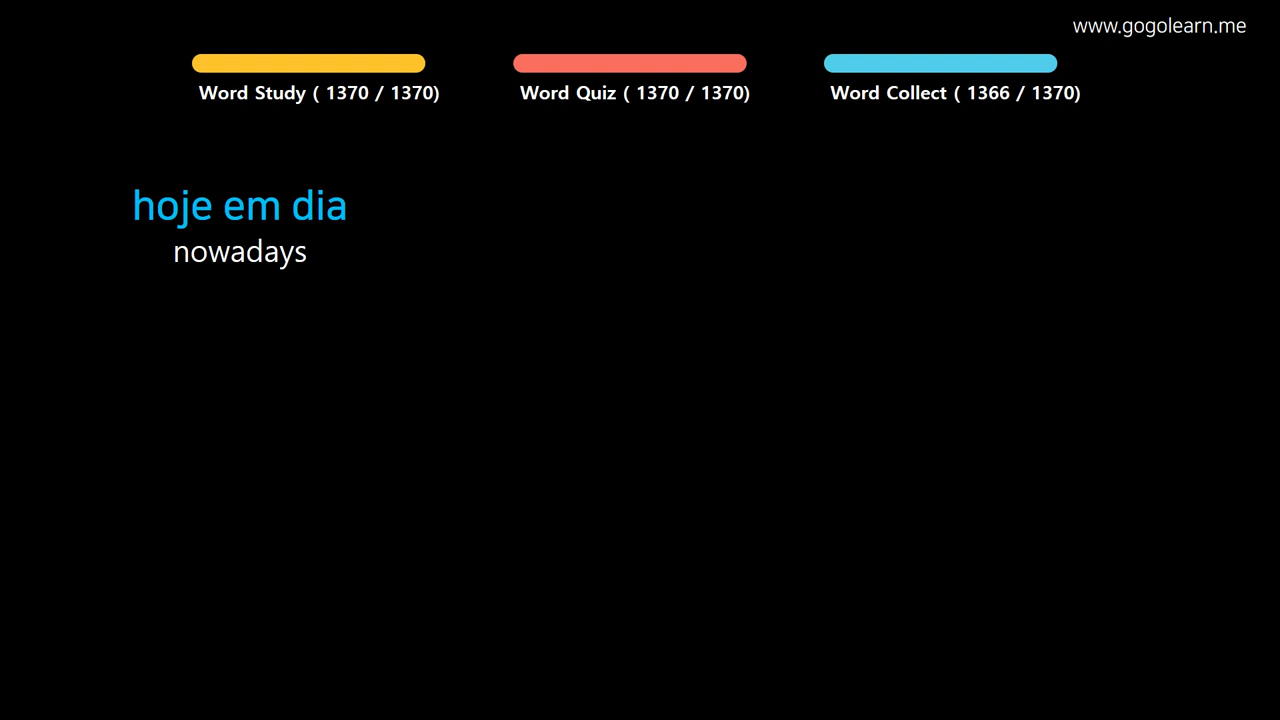 www.gogolearn.me
Word Study ( 1370 / 1370)
Word Quiz ( 1370 / 1370)
Word Collect ( 1366 / 1370)
hoje em dia
nowadays